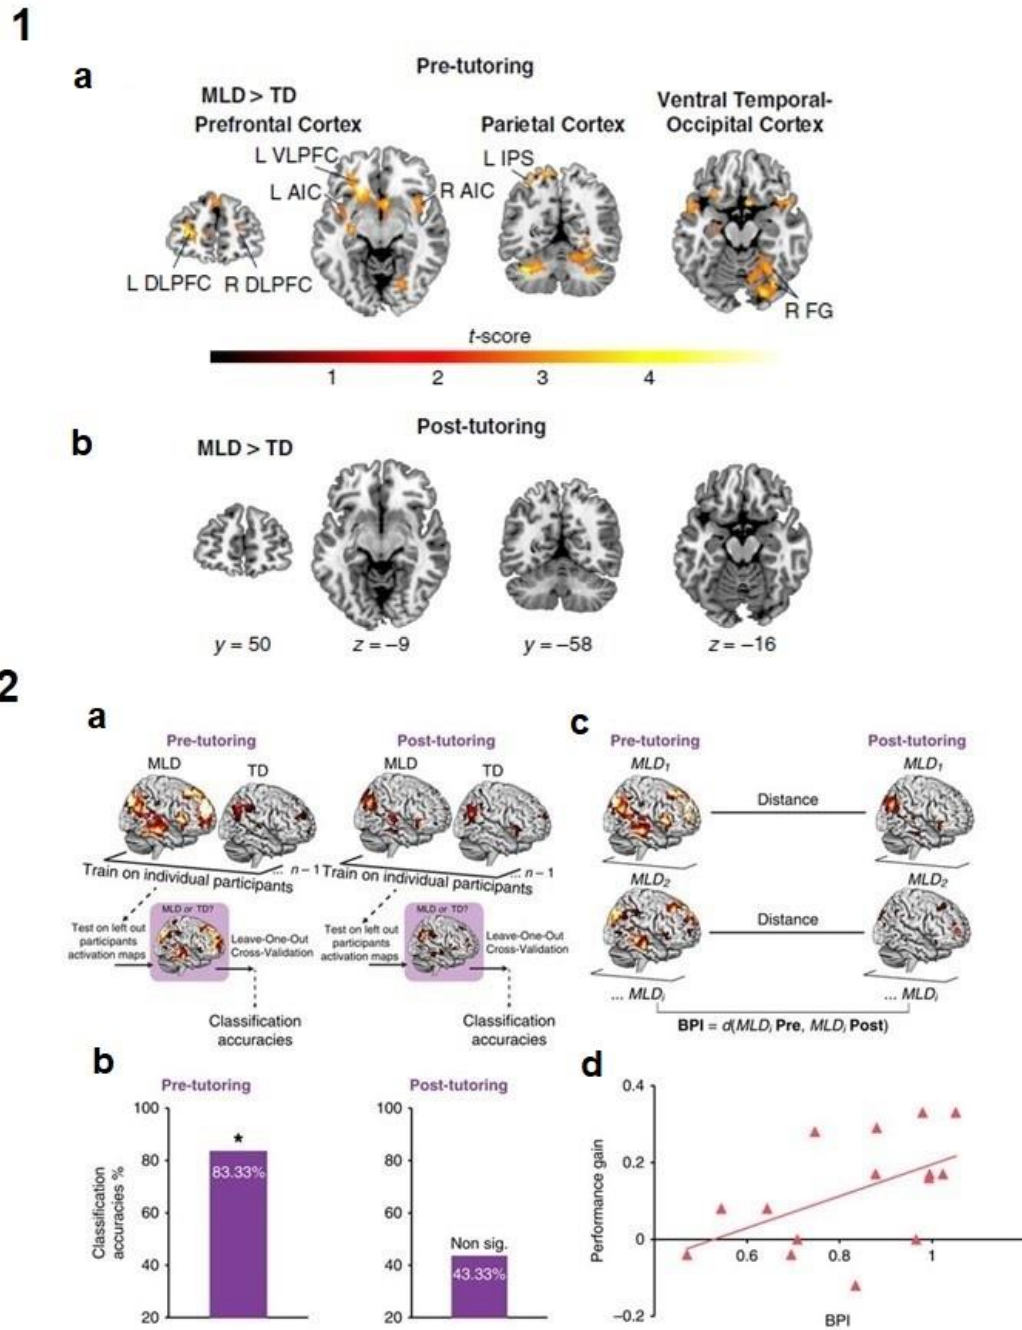 1
a
Pre-tutoring
MLD > TD
Prefrontal Cortex
Parietal Cortex
Ventral Temporal-
Occipital Cortex
L VLPFC
L AIC
R AIC
L IPS
L DLPFC
R DLPFC
R FG
t-score
1 2 3 4
b
Post-tutoring
MLD > TD
y = 50
z = −9
y = −58
z = −16
2
a
Pre-tutoring
MLD
TD
... n − 1
Train on individual participants
Test on left out
participants
activation maps
MLD or TD?
Leave-One-Out
Cross-Validation
Classification
accuracies
Post-tutoring
MLD
TD
... n − 1
Train on individual participants
Test on left out
participants
activation maps
MLD or TD?
Leave-One-Out
Cross-Validation
Classification
accuracies
c
Pre-tutoring
Post-tutoring
MLD1
Distance
MLD1
MLD2
Distance
MLD2
... MLDi
... MLDi
BPI = d(MLDi Pre, MLDi Post)
b
Pre-tutoring
Classification
accuracies %
100
80
60
40
20
*
83.33%
Post-tutoring
100
80
60
40
20
Non sig.
43.33%
d
Performance gain
0.4
0.2
0
−0.2
0.6
0.8
1
BPI